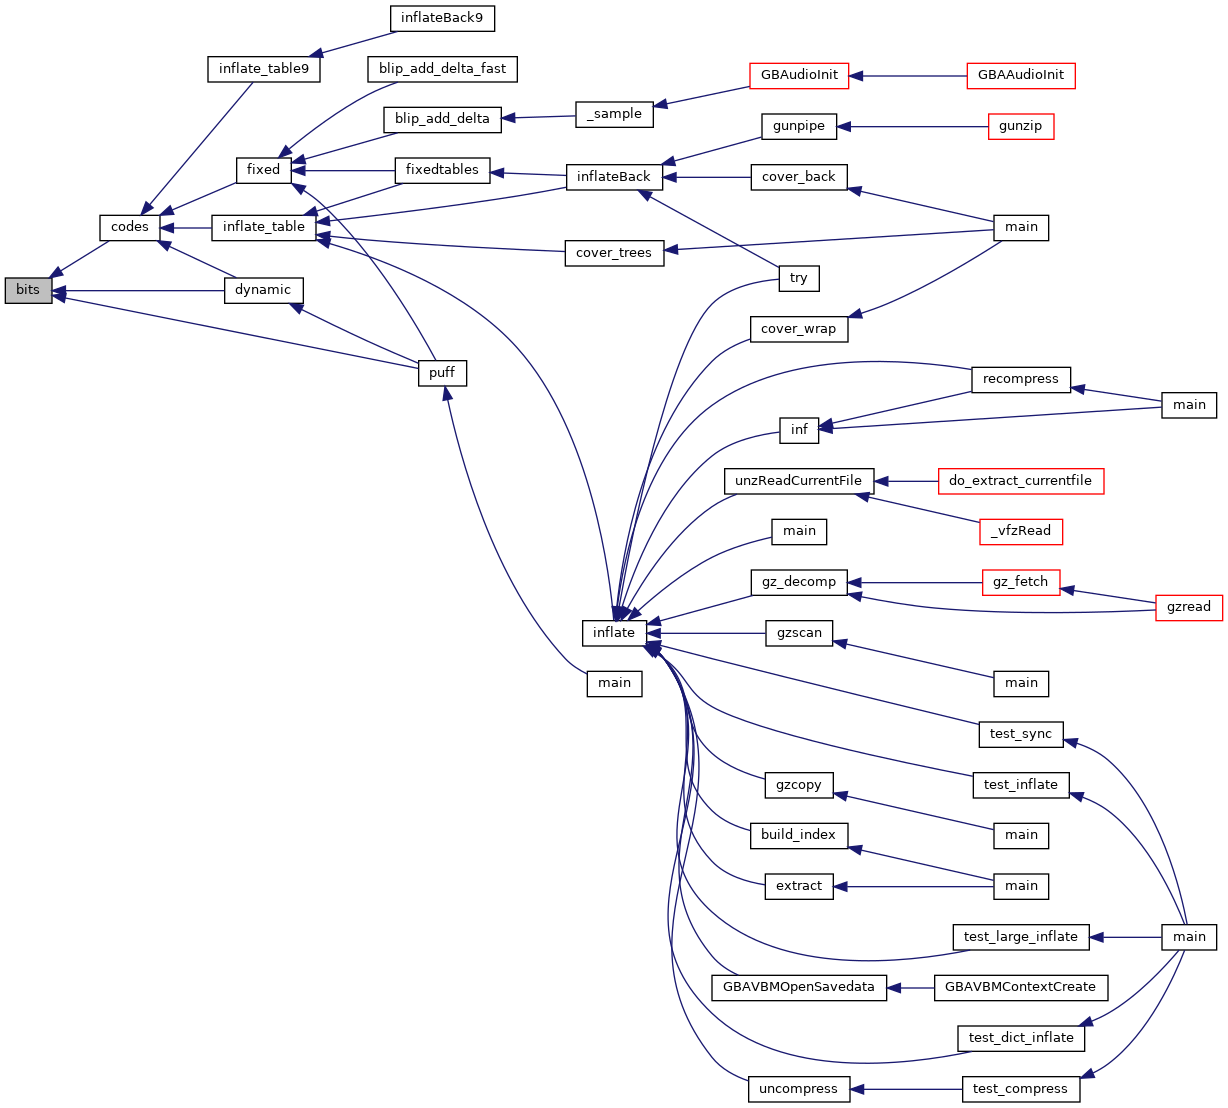 inflateBack9
inflate_table9
blip_add_delta_fast
GBAudioInit
GBAAudioInit
blip_add_delta
_sample
gunpipe
gunzip
fixed
fixedtables
inflateBack
cover_back
codes
inflate_table
main
cover_trees
try
bits
dynamic
cover_wrap
puff
recompress
main
inf
unzReadCurrentFile
do_extract_currentfile
main
_vfzRead
gz_decomp
gz_fetch
gzread
inflate
gzscan
main
main
test_sync
gzcopy
test_inflate
build_index
main
extract
main
test_large_inflate
main
GBAVBMOpenSavedata
GBAVBMContextCreate
test_dict_inflate
uncompress
test_compress